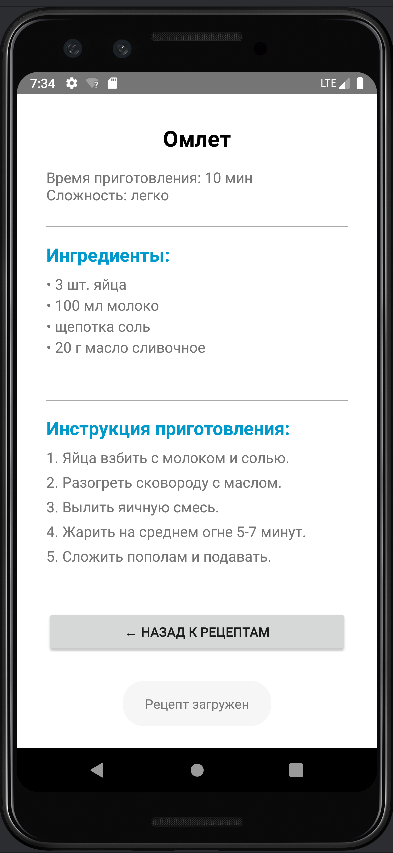 7:34 LTE
Омлет
Время приготовления: 10 мин
Сложность: легко
Ингредиенты:
• 3 шт. яйца
• 100 мл молоко
• щепотка соль
• 20 г масло сливочное
Инструкция приготовления:
1. Яйца взбить с молоком и солью.
2. Разогреть сковороду с маслом.
3. Вылить яичную смесь.
4. Жарить на среднем огне 5-7 минут.
5. Сложить пополам и подавать.
← НАЗАД К РЕЦЕПТАМ
Рецепт загружен